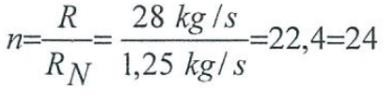 n=R/R_N = 28 kg/s / 1,25 kg/s =22,4=24